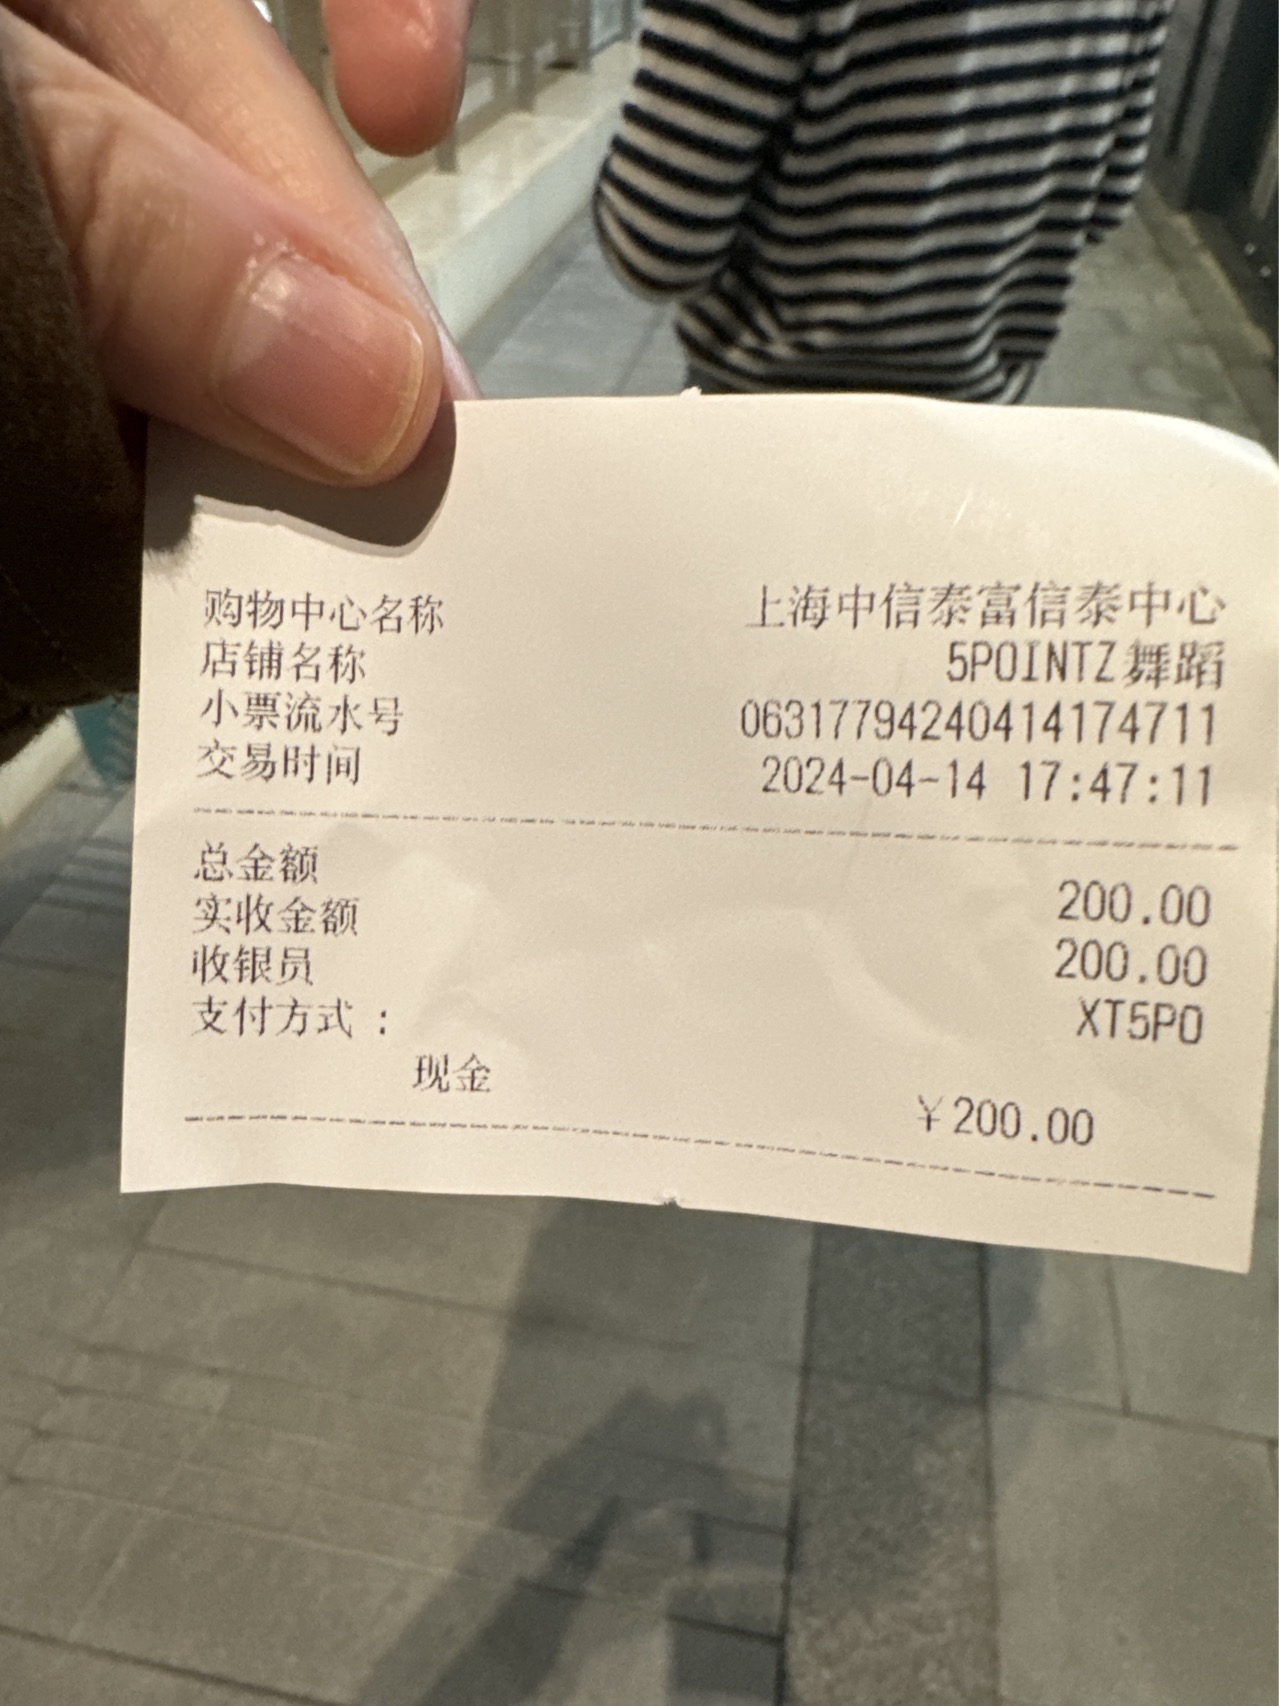 购物中心名称 上海中信泰富信泰中心
店铺名称 5POINTZ舞蹈
小票流水号 06317794240414174711
交易时间 2024-04-14 17:47:11
总金额 200.00
实收金额 200.00
收银员 XT5PO
支付方式：
现金 ￥200.00